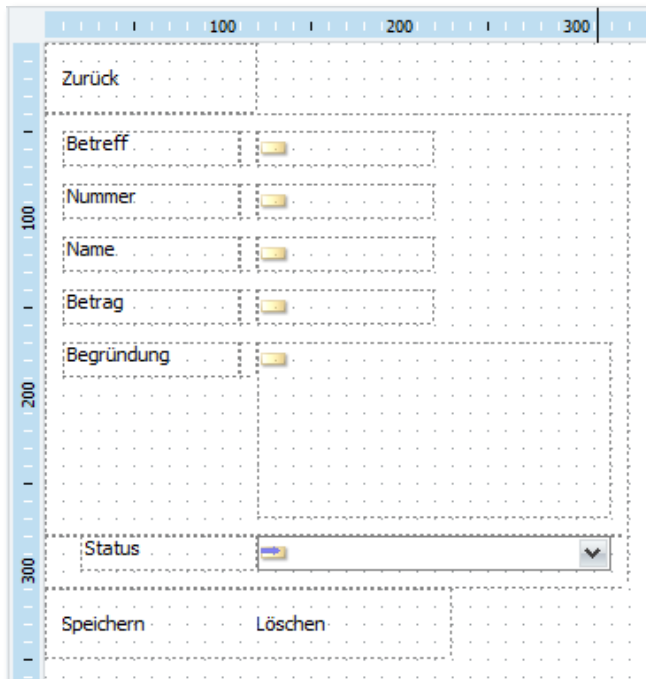 100 200 300
Zurück
Betreff
100
Nummer
Name
Betrag
Begründung
200
Status
300
Speichern Löschen